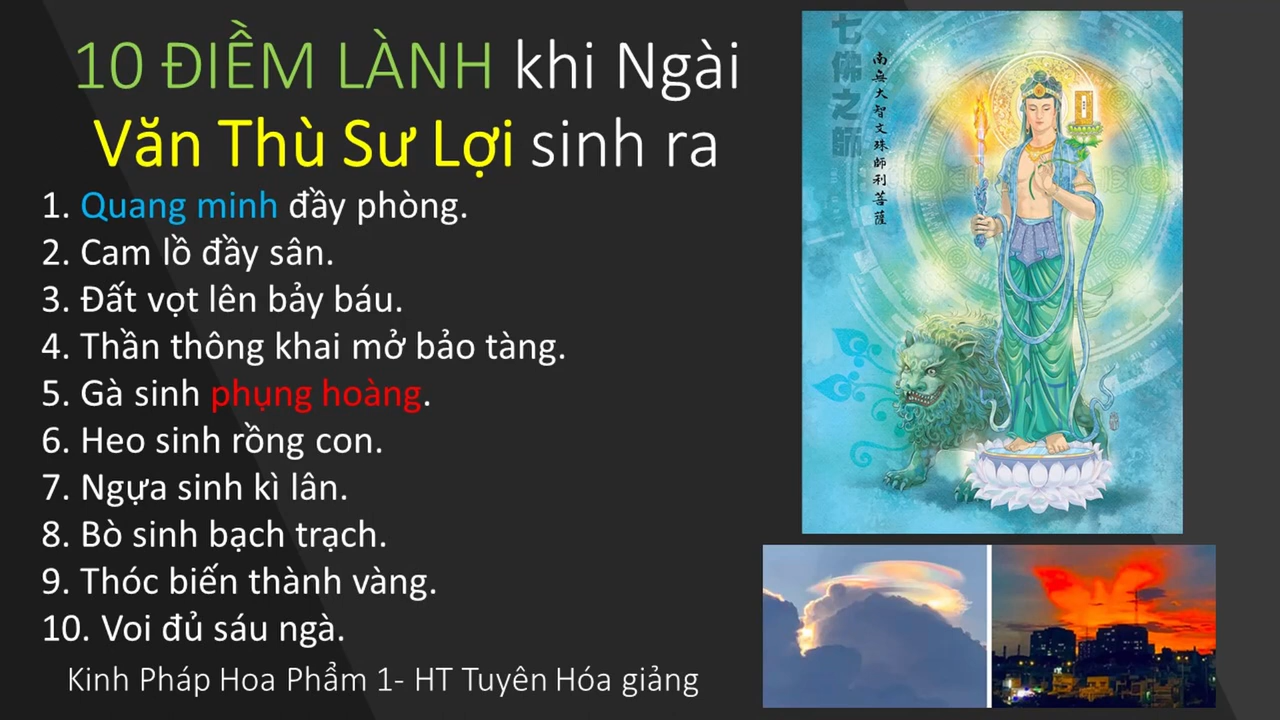 10 ĐIỀM LÀNH khi Ngài
Văn Thù Sư Lợi sinh ra
1. Quang minh đầy phòng.
2. Cam lồ đầy sân.
3. Đất vọt lên bảy báu.
4. Thần thông khai mở bảo tàng.
5. Gà sinh phụng hoàng.
6. Heo sinh rồng con.
7. Ngựa sinh kì lân.
8. Bò sinh bạch trạch.
9. Thóc biến thành vàng.
10. Voi đủ sáu ngà.
Kinh Pháp Hoa Phẩm 1- HT Tuyên Hóa giảng
七佛之師
南無大智文殊師利菩薩